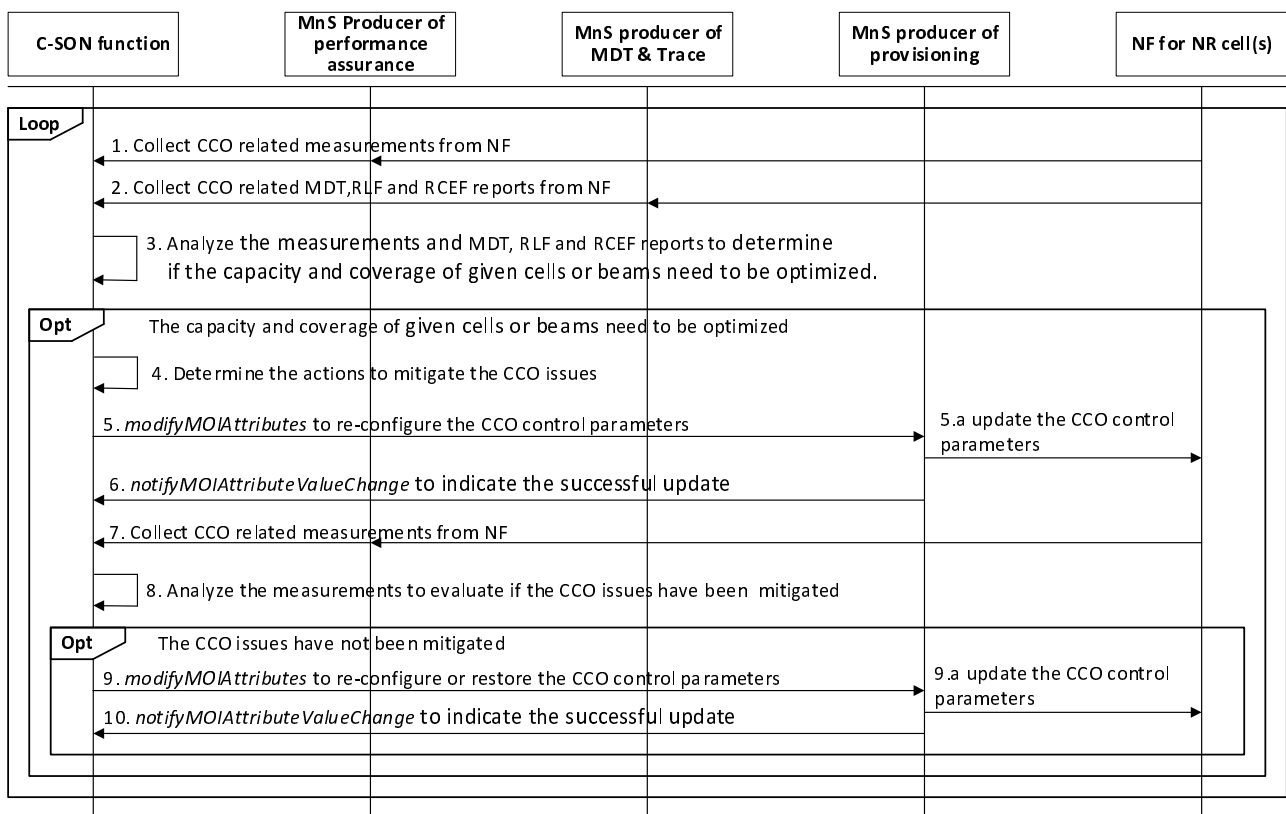 C-SON function
MnS Producer of
performance
assurance
MnS producer of
MDT & Trace
MnS producer of
provisioning
NF for NR cell(s)
Loop
1. Collect CCO related measurements from NF
2. Collect CCO related MDT,RLF and RCEF reports from NF
3. Analyze the measurements and MDT, RLF and RCEF reports to determine
if the capacity and coverage of given cells or beams need to be optimized.
Opt
The capacity and coverage of given cells or beams need to be optimized
4. Determine the actions to mitigate the CCO issues
5. modifyMOIAttributes to re-configure the CCO control parameters
5.a update the CCO control
parameters
6. notifyMOIAttributeValueChange to indicate the successful update
7. Collect CCO related measurements from NF
8. Analyze the measurements to evaluate if the CCO issues have been mitigated
Opt
The CCO issues have not been mitigated
9. modifyMOIAttributes to re-configure or restore the CCO control parameters
9.a update the CCO control
parameters
10. notifyMOIAttributeValueChange to indicate the successful update